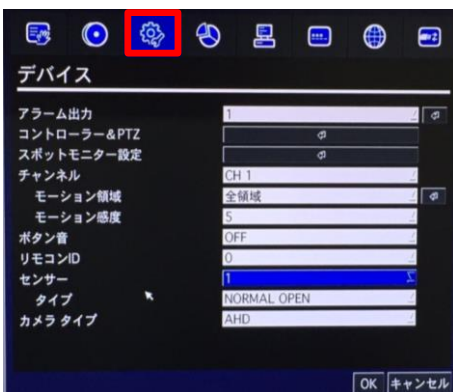 デバイス
アラーム出力 1
コントローラー&PTZ
スポットモニター設定
チャンネル CH 1
モーション領域 全領域
モーション感度 5
ボタン音 OFF
リモコンID 0
センサー 1
タイプ NORMAL OPEN
カメラ タイプ AHD
OK キャンセル